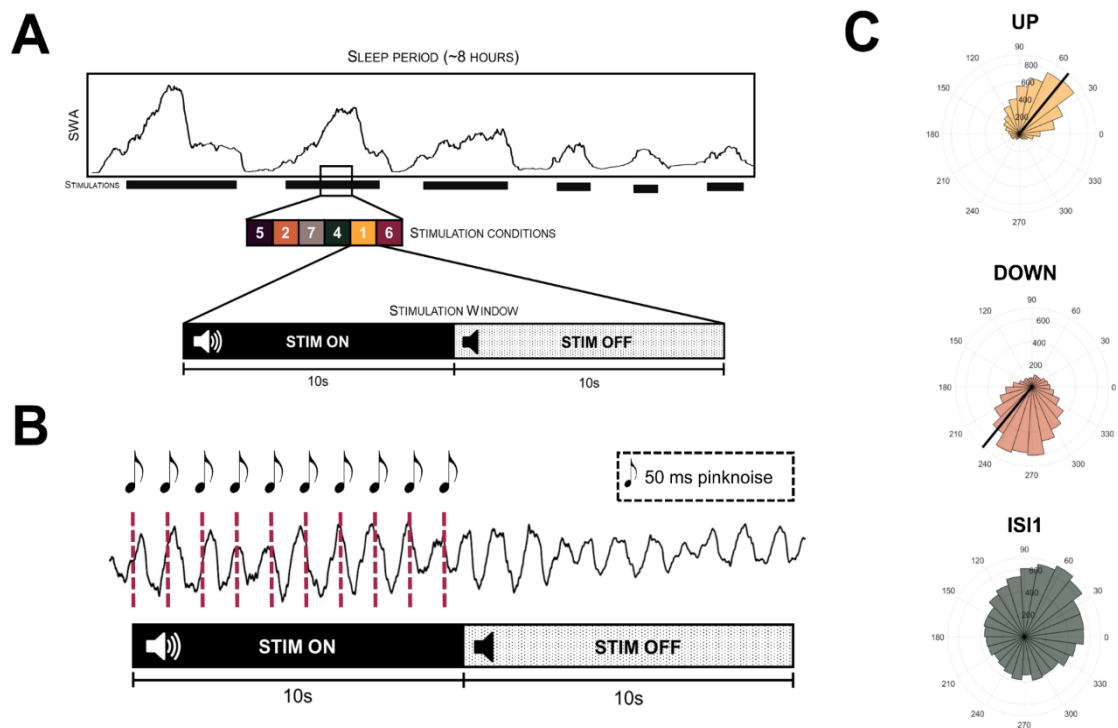 A
SLEEP PERIOD (~8 HOURS)
SWA
STIMULATIONS
5 2 7 4 1 6
STIMULATION CONDITIONS
STIMULATION WINDOW
STIM ON
STIM OFF
10s
10s
B
50 ms pinknoise
STIM ON
STIM OFF
10s
10s
C
UP
90
120
60
800
600
150
30
400
200
180
0
210
330
240
300
270
DOWN
90
120
60
600
150
30
400
200
180
0
210
330
240
300
270
ISI1
90
120
60
600
150
30
400
200
180
0
210
330
240
300
270